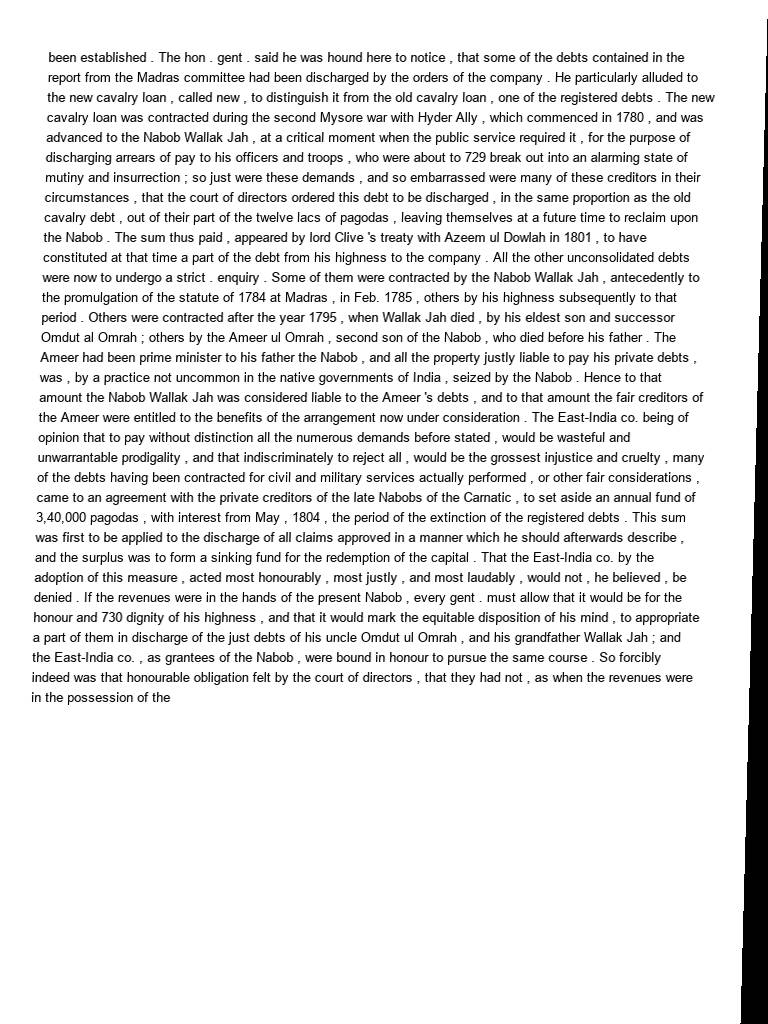 been established . The hon . gent . said he was hound here to notice , that some of the debts contained in the
report from the Madras committee had been discharged by the orders of the company . He particularly alluded to
the new cavalry loan , called new , to distinguish it from the old cavalry loan , one of the registered debts . The new
cavalry loan was contracted during the second Mysore war with Hyder Ally , which commenced in 1780 , and was
advanced to the Nabob Wallak Jah , at a critical moment when the public service required it , for the purpose of
discharging arrears of pay to his officers and troops , who were about to 729 break out into an alarming state of
mutiny and insurrection ; so just were these demands , and so embarrassed were many of these creditors in their
circumstances , that the court of directors ordered this debt to be discharged , in the same proportion as the old
cavalry debt , out of their part of the twelve lacs of pagodas , leaving themselves at a future time to reclaim upon
the Nabob . The sum thus paid , appeared by lord Clive 's treaty with Azeem ul Dowlah in 1801 , to have
constituted at that time a part of the debt from his highness to the company . All the other unconsolidated debts
were now to undergo a strict . enquiry . Some of them were contracted by the Nabob Wallak Jah , antecedently to
the promulgation of the statute of 1784 at Madras , in Feb. 1785 , others by his highness subsequently to that
period . Others were contracted after the year 1795 , when Wallak Jah died , by his eldest son and successor
Omdut al Omrah ; others by the Ameer ul Omrah , second son of the Nabob , who died before his father . The
Ameer had been prime minister to his father the Nabob , and all the property justly liable to pay his private debts ,
was , by a practice not uncommon in the native governments of India , seized by the Nabob . Hence to that
amount the Nabob Wallak Jah was considered liable to the Ameer 's debts , and to that amount the fair creditors of
the Ameer were entitled to the benefits of the arrangement now under consideration . The East-India co. being of
opinion that to pay without distinction all the numerous demands before stated , would be wasteful and
unwarrantable prodigality , and that indiscriminately to reject all , would be the grossest injustice and cruelty , many
of the debts having been contracted for civil and military services actually performed , or other fair considerations ,
came to an agreement with the private creditors of the late Nabobs of the Carnatic , to set aside an annual fund of
3,40,000 pagodas , with interest from May , 1804 , the period of the extinction of the registered debts . This sum
was first to be applied to the discharge of all claims approved in a manner which he should afterwards describe ,
and the surplus was to form a sinking fund for the redemption of the capital . That the East-India co. by the
adoption of this measure , acted most honourably , most justly , and most laudably , would not , he believed , be
denied . If the revenues were in the hands of the present Nabob , every gent . must allow that it would be for the
honour and 730 dignity of his highness , and that it would mark the equitable disposition of his mind , to appropriate
a part of them in discharge of the just debts of his uncle Omdut ul Omrah , and his grandfather Wallak Jah ; and
the East-India co. , as grantees of the Nabob , were bound in honour to pursue the same course . So forcibly
indeed was that honourable obligation felt by the court of directors , that they had not , as when the revenues were
in the possession of the